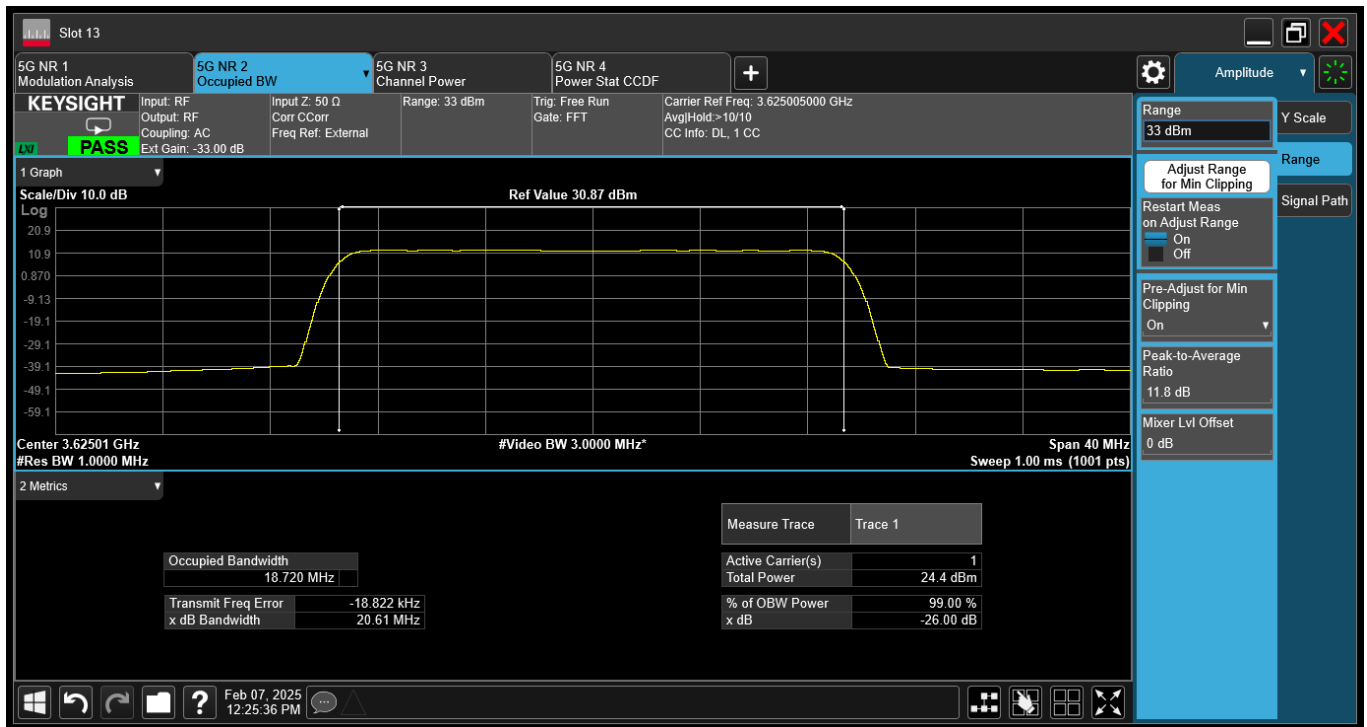 Slot 13
5G NR 1
Modulation Analysis
5G NR 2
Occupied BW
5G NR 3
Channel Power
5G NR 4
Power Stat CCDF
Amplitude
KEYSIGHT
LXI
PASS
Input: RF
Output: RF
Coupling: AC
Ext Gain: -33.00 dB
Input Z: 50 Ω
Corr CCorr
Freq Ref: External
Range: 33 dBm
Trig: Free Run
Gate: FFT
Carrier Ref Freq: 3.625005000 GHz
Avg|Hold:>10/10
CC Info: DL, 1 CC
1 Graph
Scale/Div 10.0 dB
Ref Value 30.87 dBm
Log
20.9
10.9
0.870
-9.13
-19.1
-29.1
-39.1
-49.1
-59.1
Center 3.62501 GHz
#Video BW 3.0000 MHz*
Span 40 MHz
#Res BW 1.0000 MHz
Sweep 1.00 ms (1001 pts)
2 Metrics
Measure Trace Trace 1
Occupied Bandwidth
18.720 MHz
Transmit Freq Error -18.822 kHz
x dB Bandwidth 20.61 MHz
Active Carrier(s) 1
Total Power 24.4 dBm
% of OBW Power 99.00 %
x dB -26.00 dB
Range
33 dBm
Adjust Range
for Min Clipping
Restart Meas
on Adjust Range
On
Off
Pre-Adjust for Min
Clipping
On
Peak-to-Average
Ratio
11.8 dB
Mixer Lvl Offset
0 dB
Y Scale
Range
Signal Path
Feb 07, 2025
12:25:36 PM